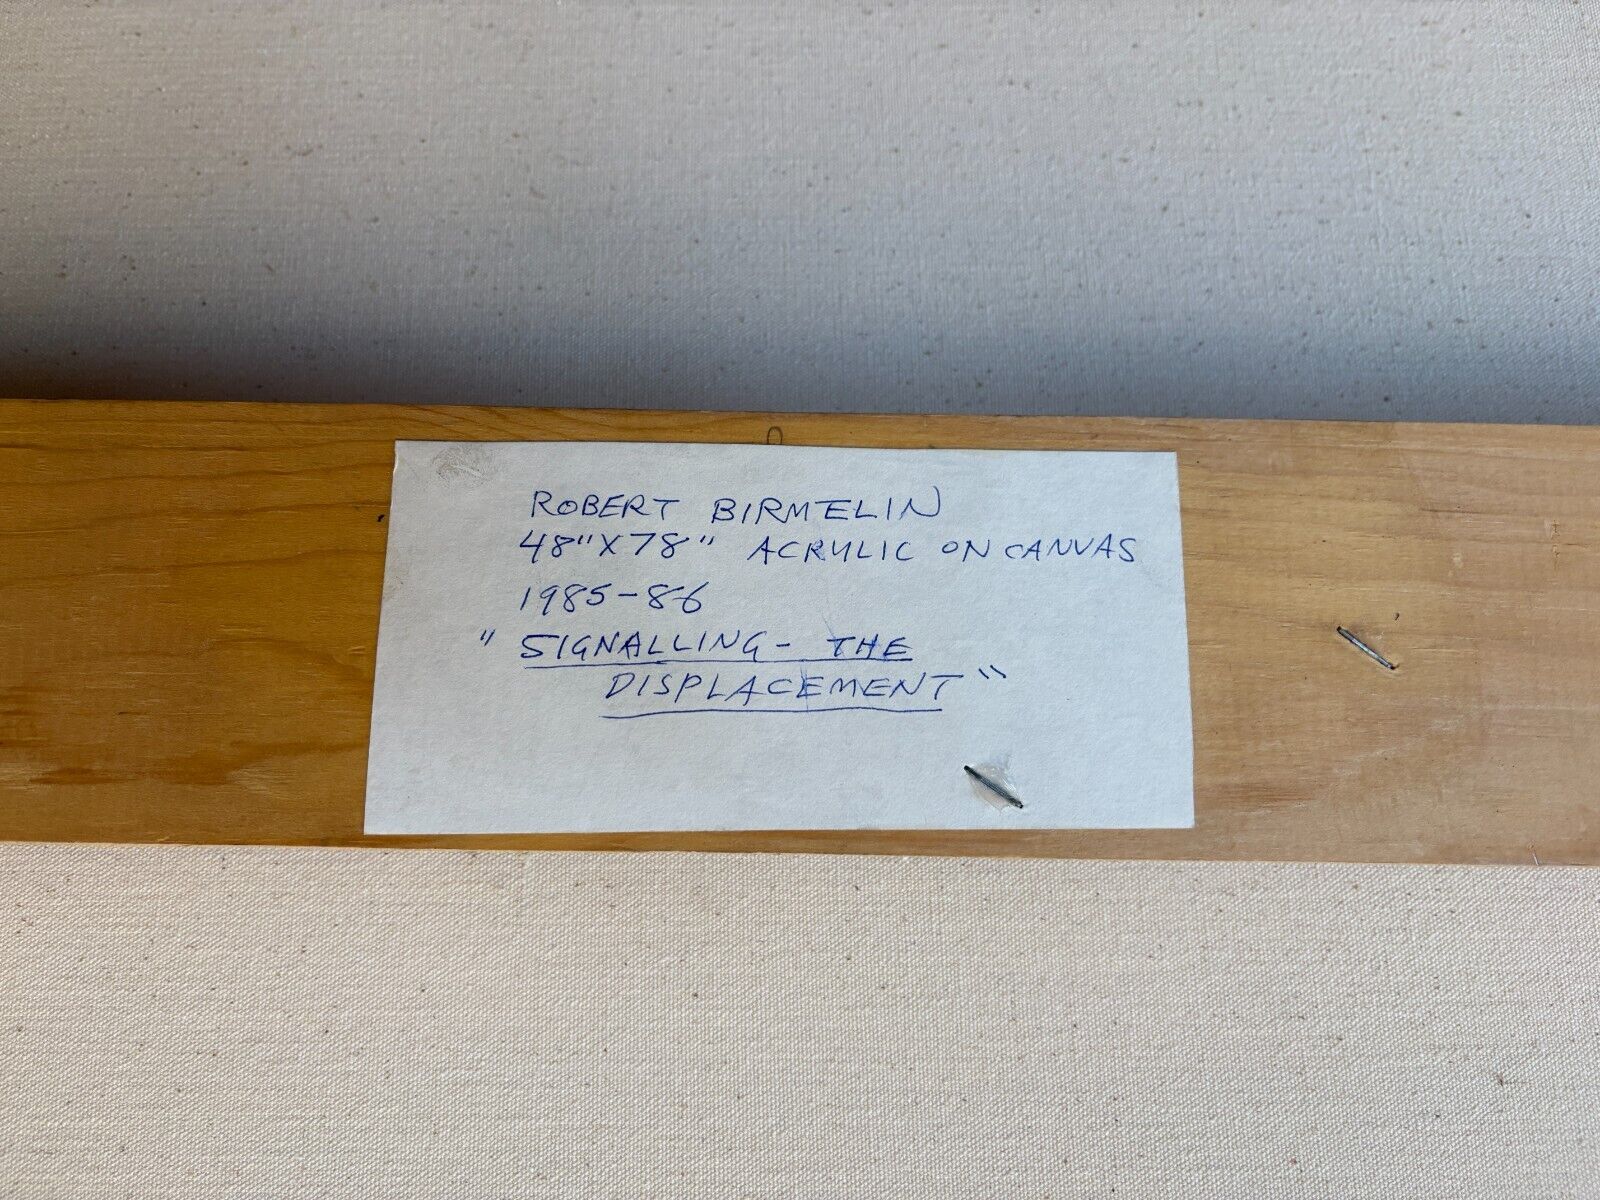 ROBERT BIRMELIN
48" X 78" ACRYLIC ON CANVAS
1985-86
"SIGNALLING - THE
DISPLACEMENT"